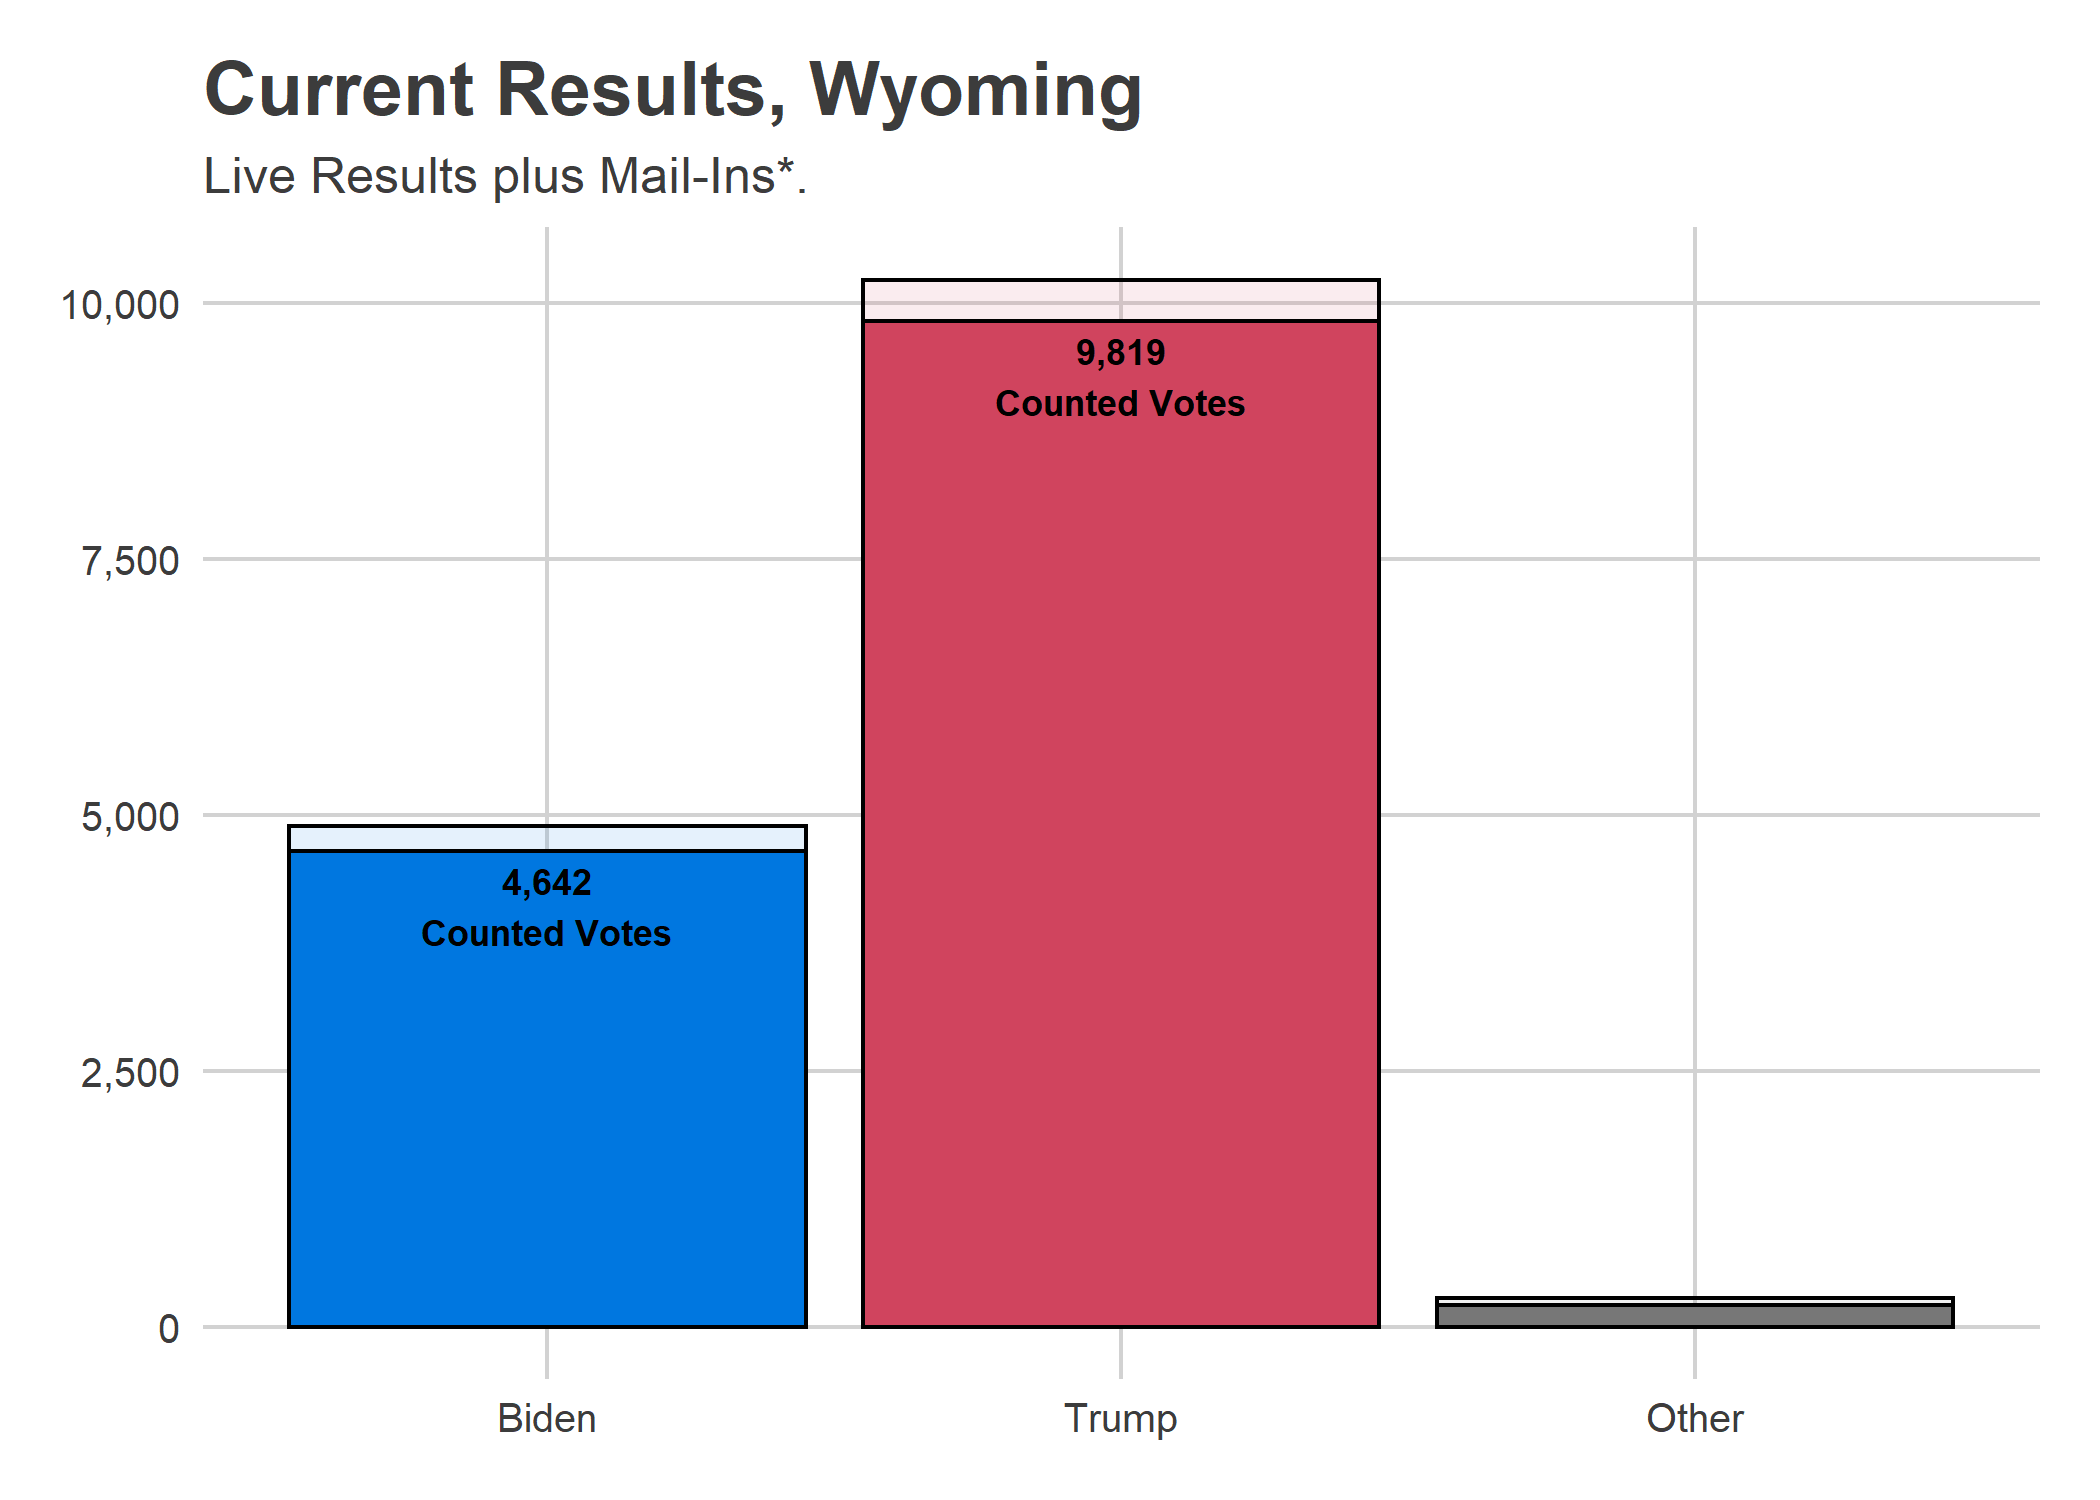 Current Results, Wyoming
Live Results plus Mail-Ins*.
10,000
7,500
5,000
2,500
0
9,819
Counted Votes
4,642
Counted Votes
Biden
Trump
Other